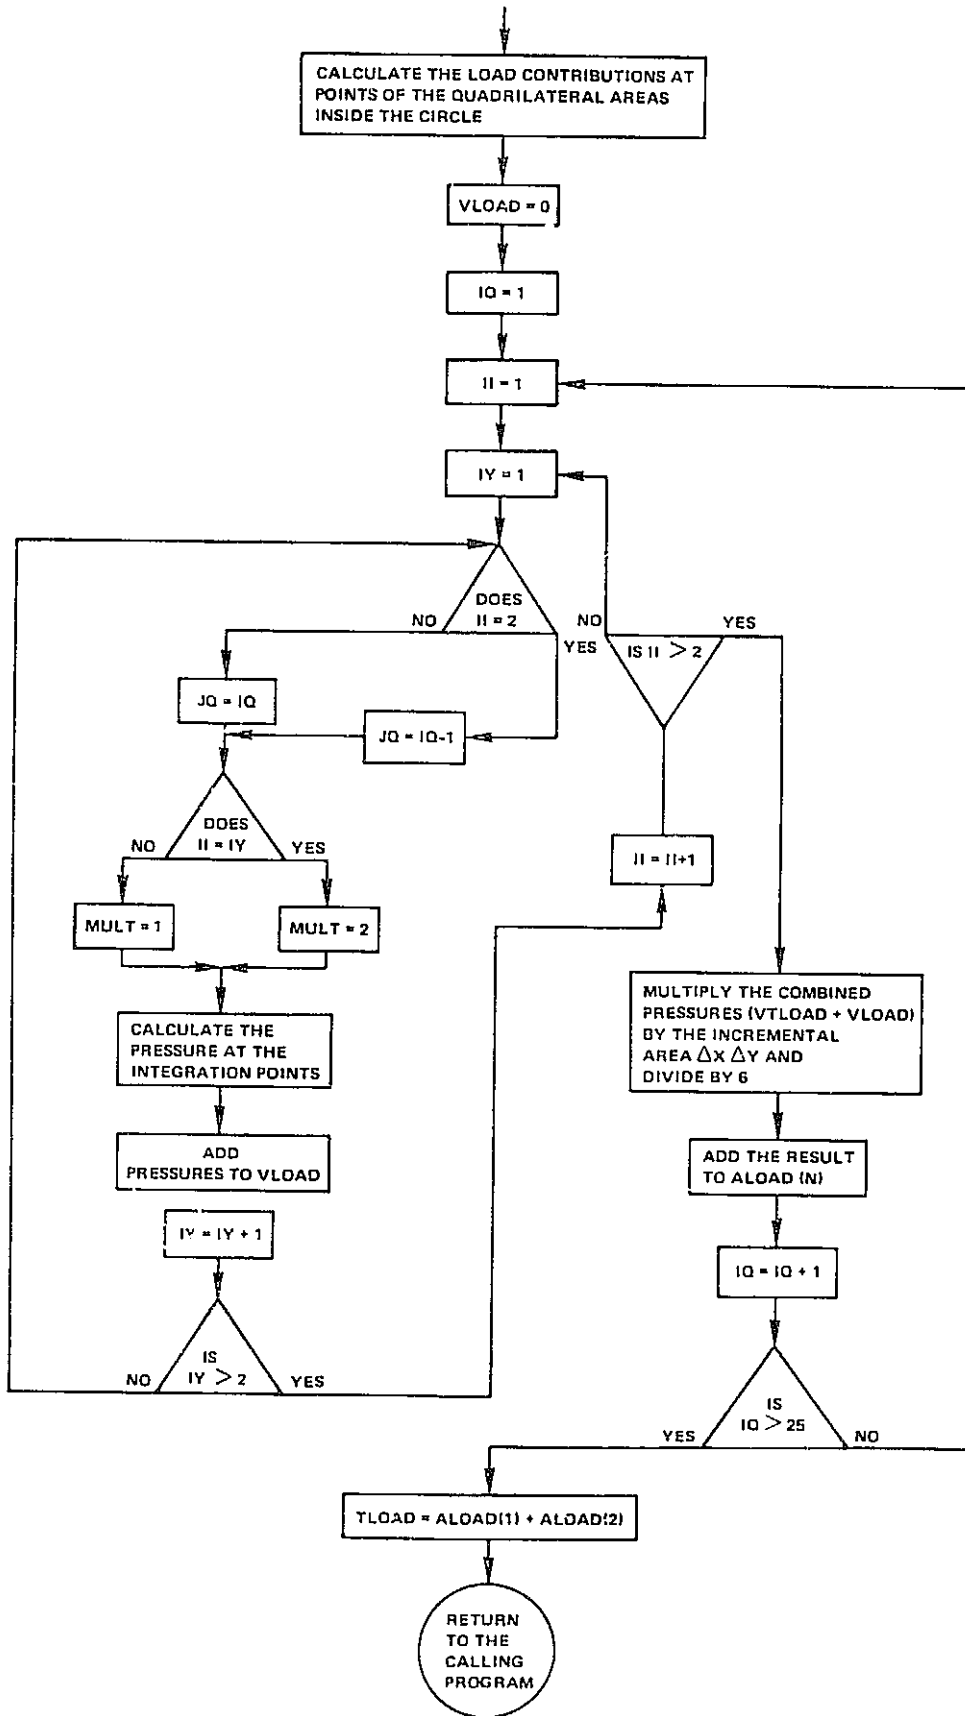 CALCULATE THE LOAD CONTRIBUTIONS AT
POINTS OF THE QUADRILATERAL AREAS
INSIDE THE CIRCLE
VLOAD = 0
IQ = 1
II = 1
IY = 1
DOES
II = 2
NO
YES
NO
YES
IS II > 2
JQ = IQ
JQ = IQ-1
DOES
II = IY
NO
YES
II = II+1
MULT = 1
MULT = 2
MULTIPLY THE COMBINED
PRESSURES (VTLOAD + VLOAD)
BY THE INCREMENTAL
AREA ΔX ΔY AND
DIVIDE BY 6
CALCULATE THE
PRESSURE AT THE
INTEGRATION POINTS
ADD
PRESSURES TO VLOAD
ADD THE RESULT
TO ALOAD (N)
IY = IY + 1
IQ = IQ + 1
IS
IY > 2
NO
YES
IS
IQ > 25
YES
NO
TLOAD = ALOAD(1) + ALOAD(2)
RETURN
TO THE
CALLING
PROGRAM